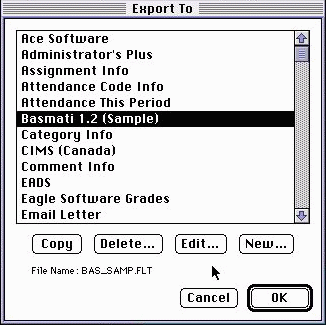 Export To
Ace Software
Administrator's Plus
Assignment Info
Attendance Code Info
Attendance This Period
Basmati 1.2 (Sample)
Category Info
CIMS (Canada)
Comment Info
EADS
Eagle Software Grades
Email Letter
Copy Delete... Edit... New...
File Name : BAS_SAMP.FLT
Cancel OK